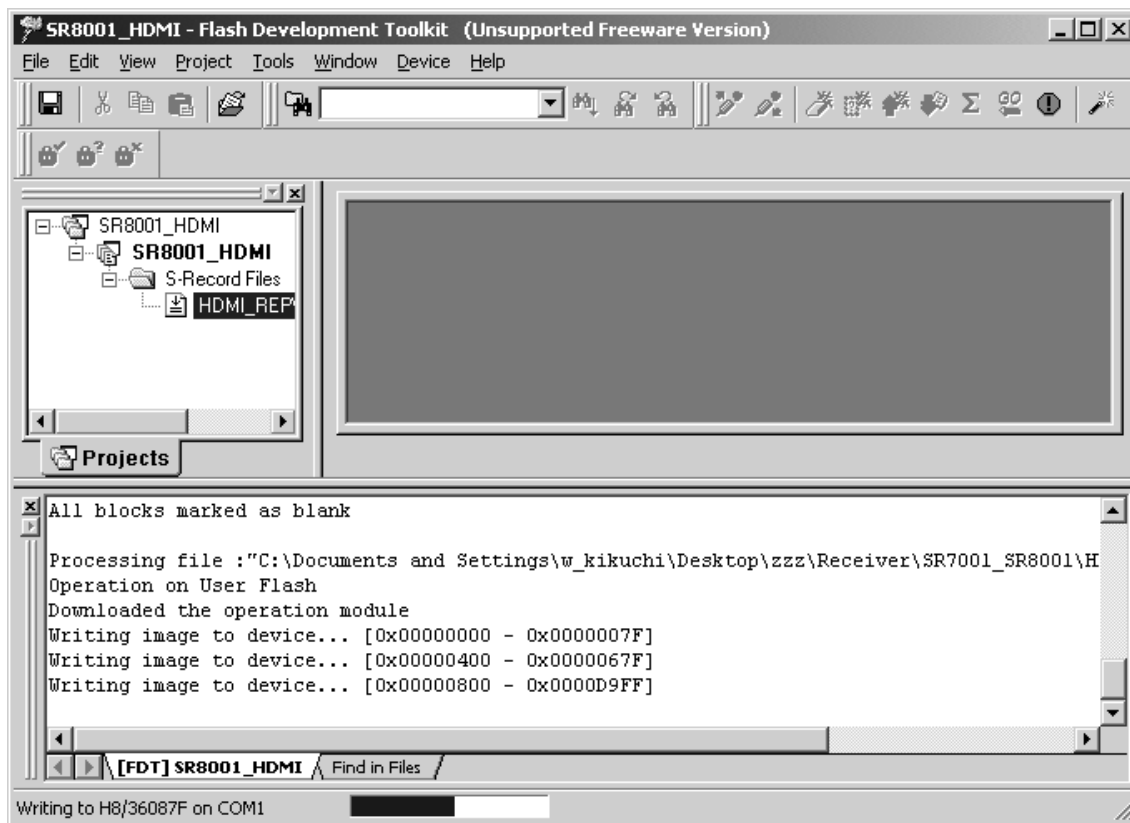 SR8001_HDMI - Flash Development Toolkit (Unsupported Freeware Version)
File Edit View Project Tools Window Device Help
SR8001_HDMI
SR8001_HDMI
S-Record Files
HDMI_REP
Projects
All blocks marked as blank
Processing file :"C:\Documents and Settings\w_kikuchi\Desktop\zzz\Receiver\SR7001_SR8001\H
Operation on User Flash
Downloaded the operation module
Writing image to device... [0x00000000 - 0x0000007F]
Writing image to device... [0x00000400 - 0x0000067F]
Writing image to device... [0x00000800 - 0x0000D9FF]
[FDT] SR8001_HDMI Find in Files
Writing to H8/36087F on COM1